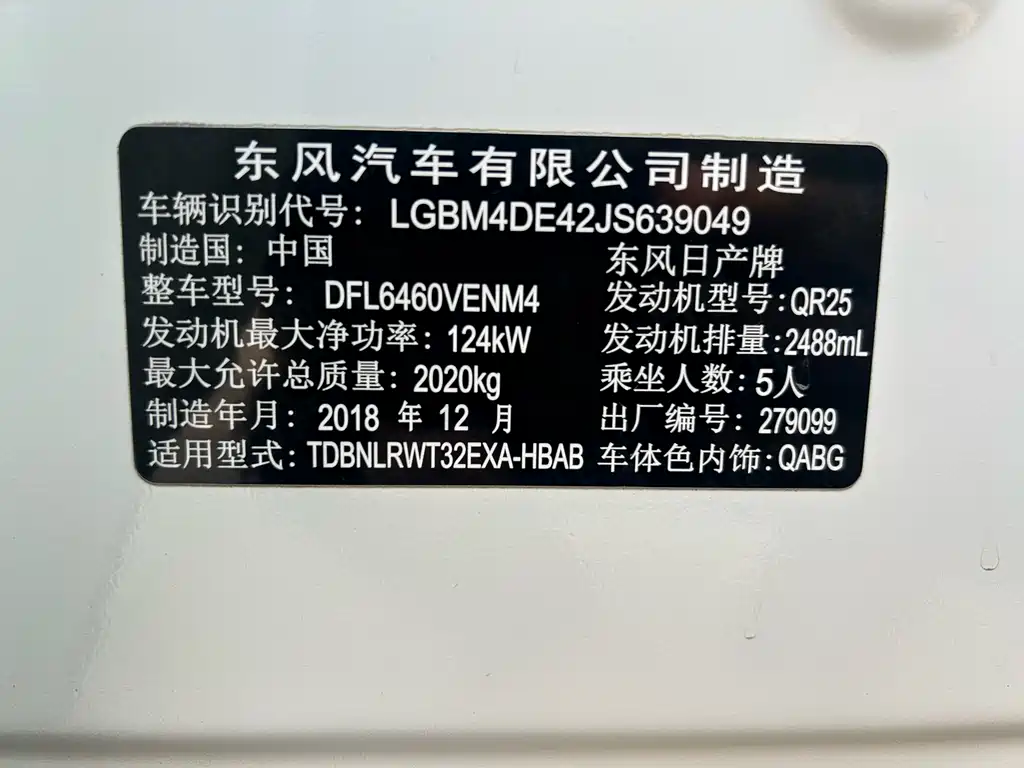 东风汽车有限公司制造
车辆识别代号: LGBM4DE42JS639049
制造国: 中国 东风日产牌
整车型号: DFL6460VENM4 发动机型号:QR25
发动机最大净功率: 124kW 发动机排量:2488mL
最大允许总质量: 2020kg 乘坐人数: 5人
制造年月: 2018 年 12 月 出厂编号: 279099
适用型式: TDBNLRWT32EXA-HBAB 车体色内饰:QABG